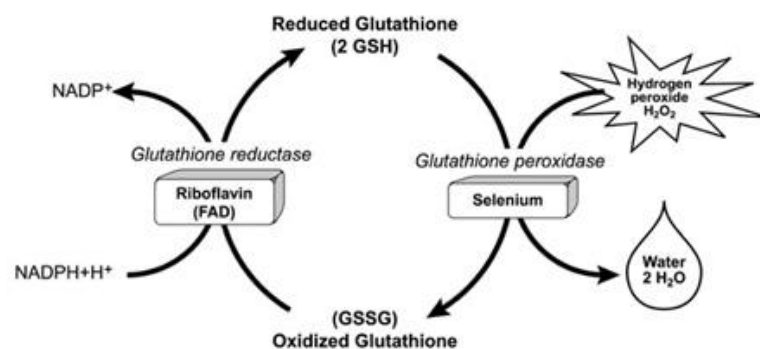 Reduced Glutathione
(2 GSH)
NADP+
Hydrogen
peroxide
H₂O₂
Glutathione reductase
Glutathione peroxidase
Riboflavin
(FAD)
Selenium
NADPH+H+
Water
2 H₂O
(GSSG)
Oxidized Glutathione